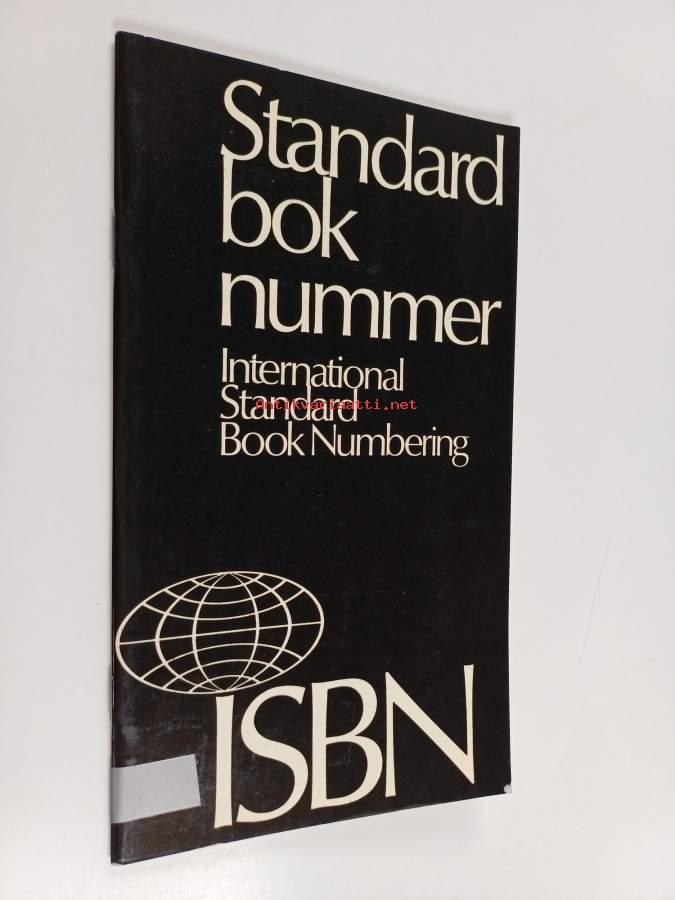 Standard
bok
nummer
International
Standard
Antikvariaatti.net
Book Numbering
ISBN